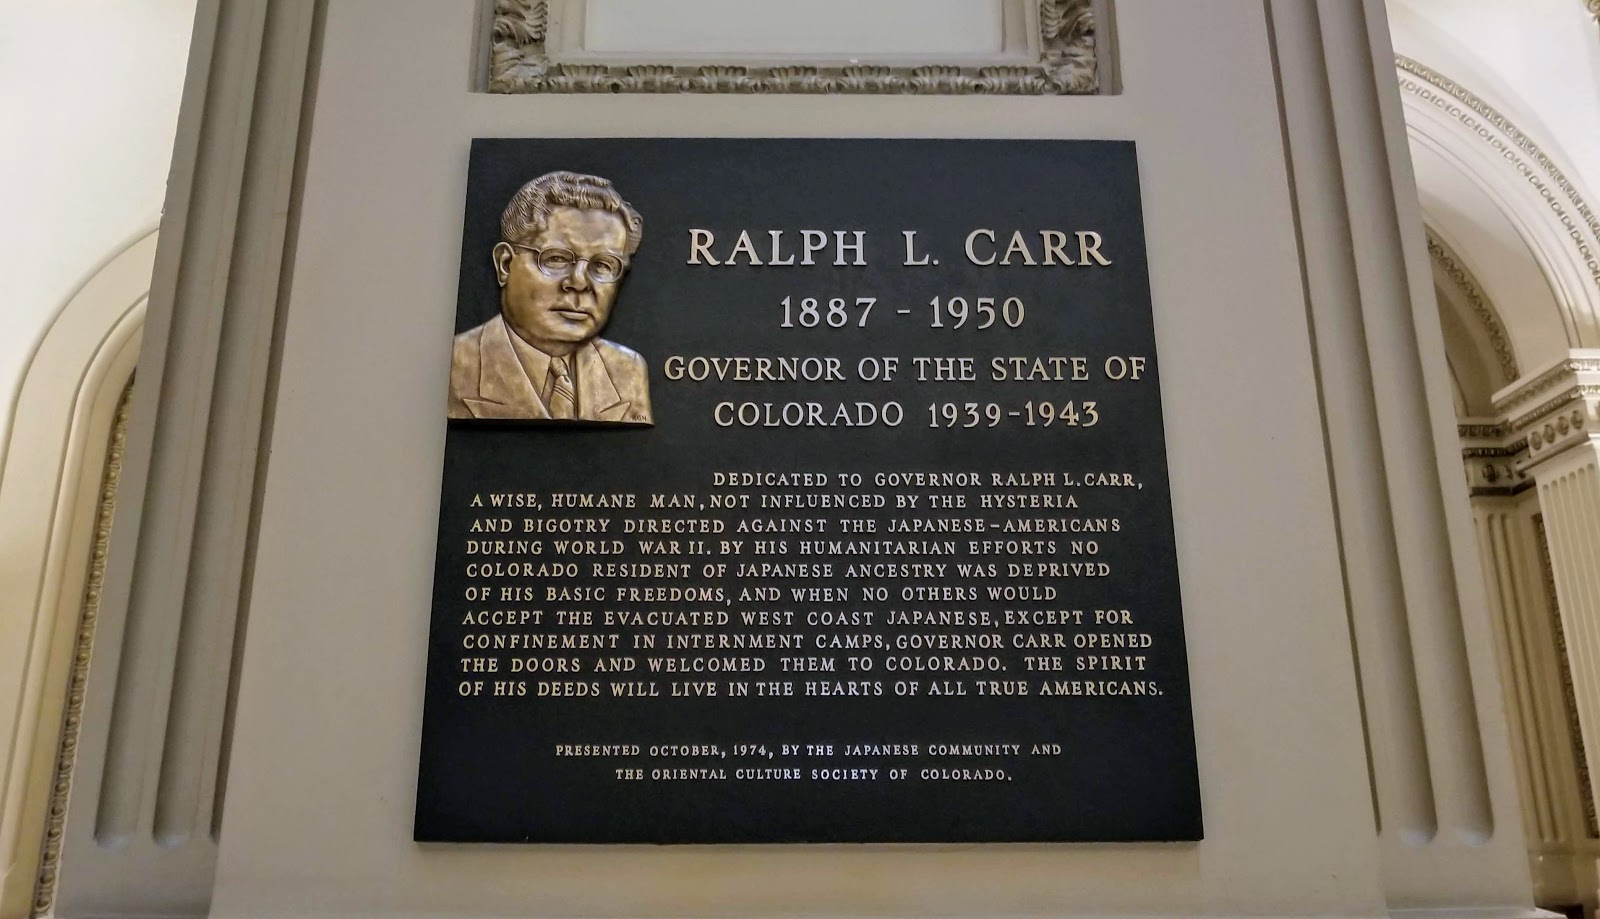 RALPH L. CARR
1887 - 1950
GOVERNOR OF THE STATE OF
COLORADO 1939-1943
DEDICATED TO GOVERNOR RALPH L. CARR,
A WISE, HUMANE MAN, NOT INFLUENCED BY THE HYSTERIA
AND BIGOTRY DIRECTED AGAINST THE JAPANESE-AMERICANS
DURING WORLD WAR II. BY HIS HUMANITARIAN EFFORTS NO
COLORADO RESIDENT OF JAPANESE ANCESTRY WAS DEPRIVED
OF HIS BASIC FREEDOMS, AND WHEN NO OTHERS WOULD
ACCEPT THE EVACUATED WEST COAST JAPANESE, EXCEPT FOR
CONFINEMENT IN INTERNMENT CAMPS, GOVERNOR CARR OPENED
THE DOORS AND WELCOMED THEM TO COLORADO. THE SPIRIT
OF HIS DEEDS WILL LIVE IN THE HEARTS OF ALL TRUE AMERICANS.
PRESENTED OCTOBER, 1974, BY THE JAPANESE COMMUNITY AND
THE ORIENTAL CULTURE SOCIETY OF COLORADO.